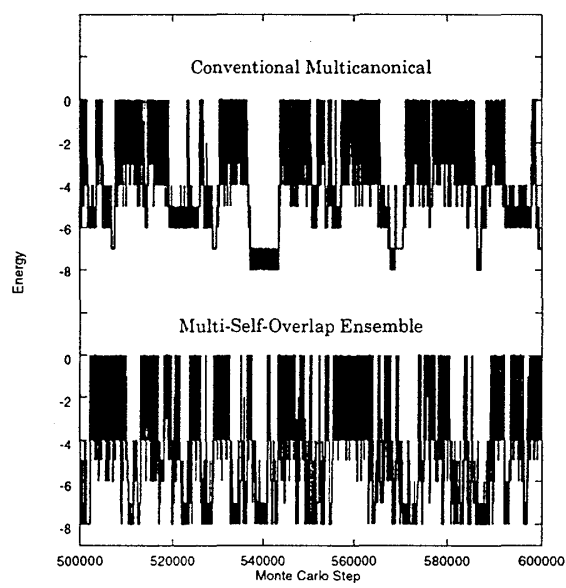 Conventional Multicanonical
0
-2
-4
-6
-8
Energy
Multi-Self-Overlap Ensemble
0
-2
-4
-6
-8
500000 520000 540000 560000 580000 600000
Monte Carlo Step